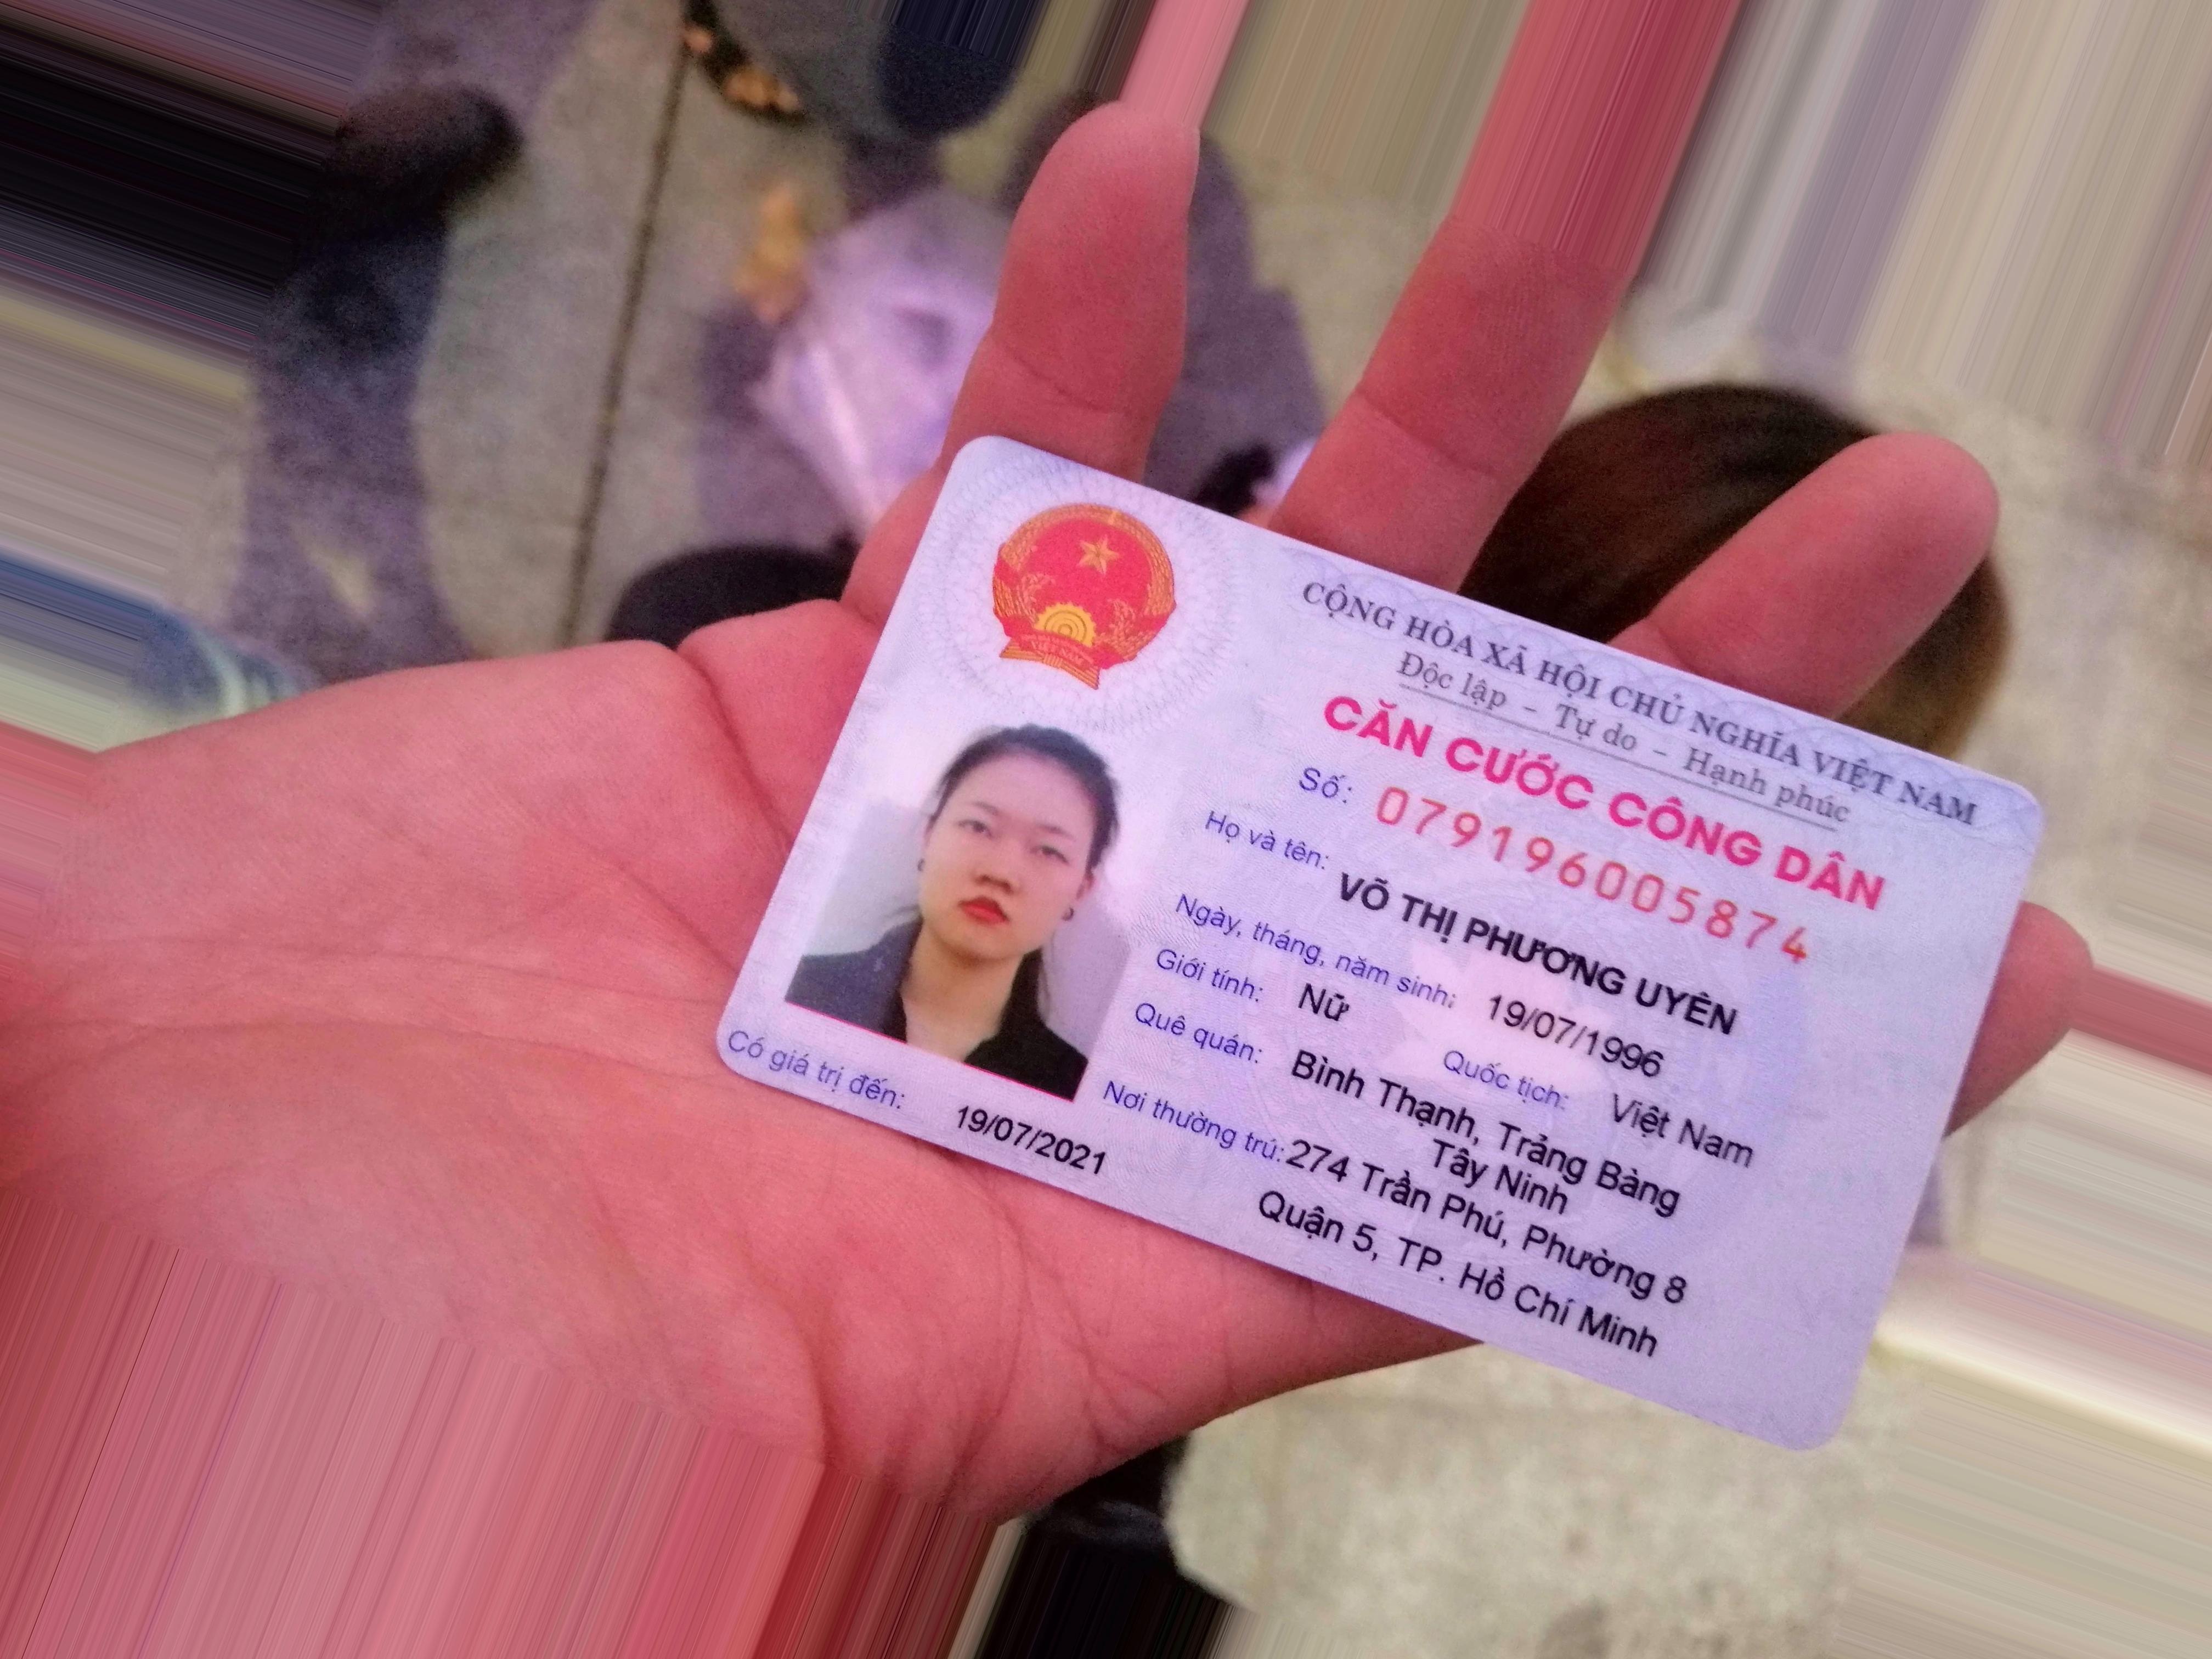 CỘNG HÒA XÃ HỘI CHỦ NGHĨA VIỆT NAM
Độc lập - Tự do - Hạnh phúc
CĂN CƯỚC CÔNG DÂN
Số: 079196005874
Họ và tên: VÕ THỊ PHƯƠNG UYÊN
Ngày, tháng, năm sinh: 19/07/1996
Giới tính: Nữ Quốc tịch: Việt Nam
Quê quán: Bình Thạnh, Trảng Bàng
Tây Ninh
Nơi thường trú: 274 Trần Phú, Phường 8
Quận 5, TP. Hồ Chí Minh
Có giá trị đến: 19/07/2021